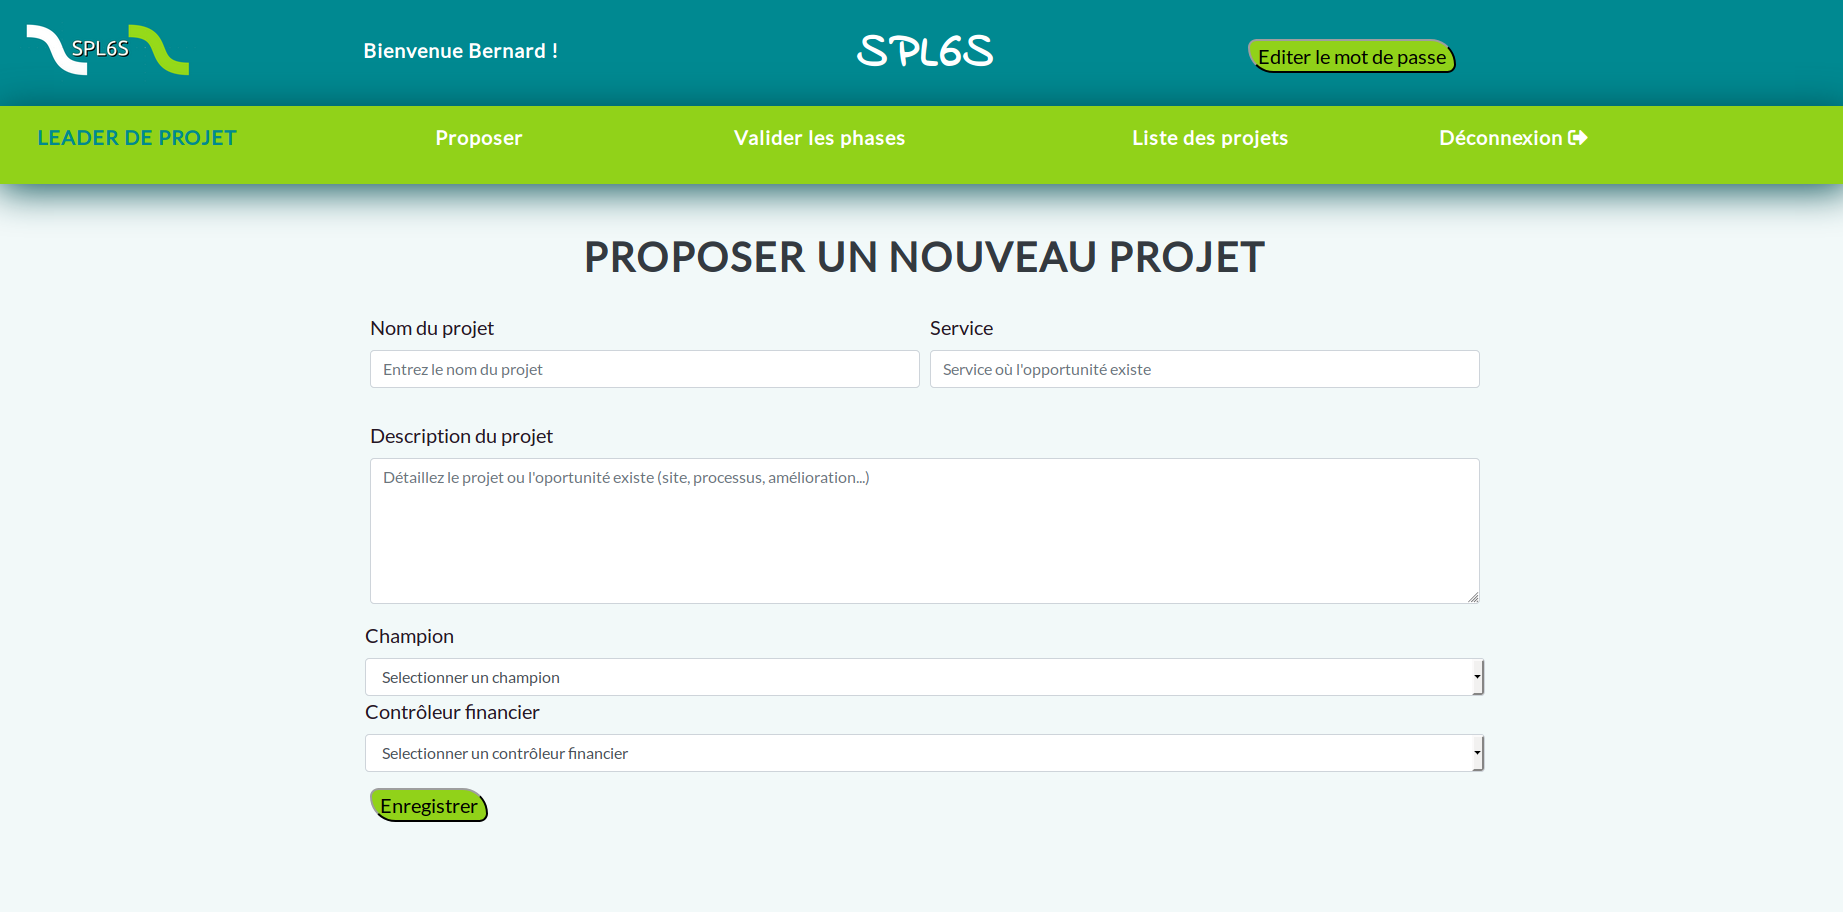 SPL6S
Bienvenue Bernard !
SPL6S
Editer le mot de passe
LEADER DE PROJET
Proposer
Valider les phases
Liste des projets
Déconnexion
PROPOSER UN NOUVEAU PROJET
Nom du projet
Service
Entrez le nom du projet
Service où l'opportunité existe
Description du projet
Détaillez le projet ou l'oportunité existe (site, processus, amélioration...)
Champion
Selectionner un champion
Contrôleur financier
Selectionner un contrôleur financier
Enregistrer